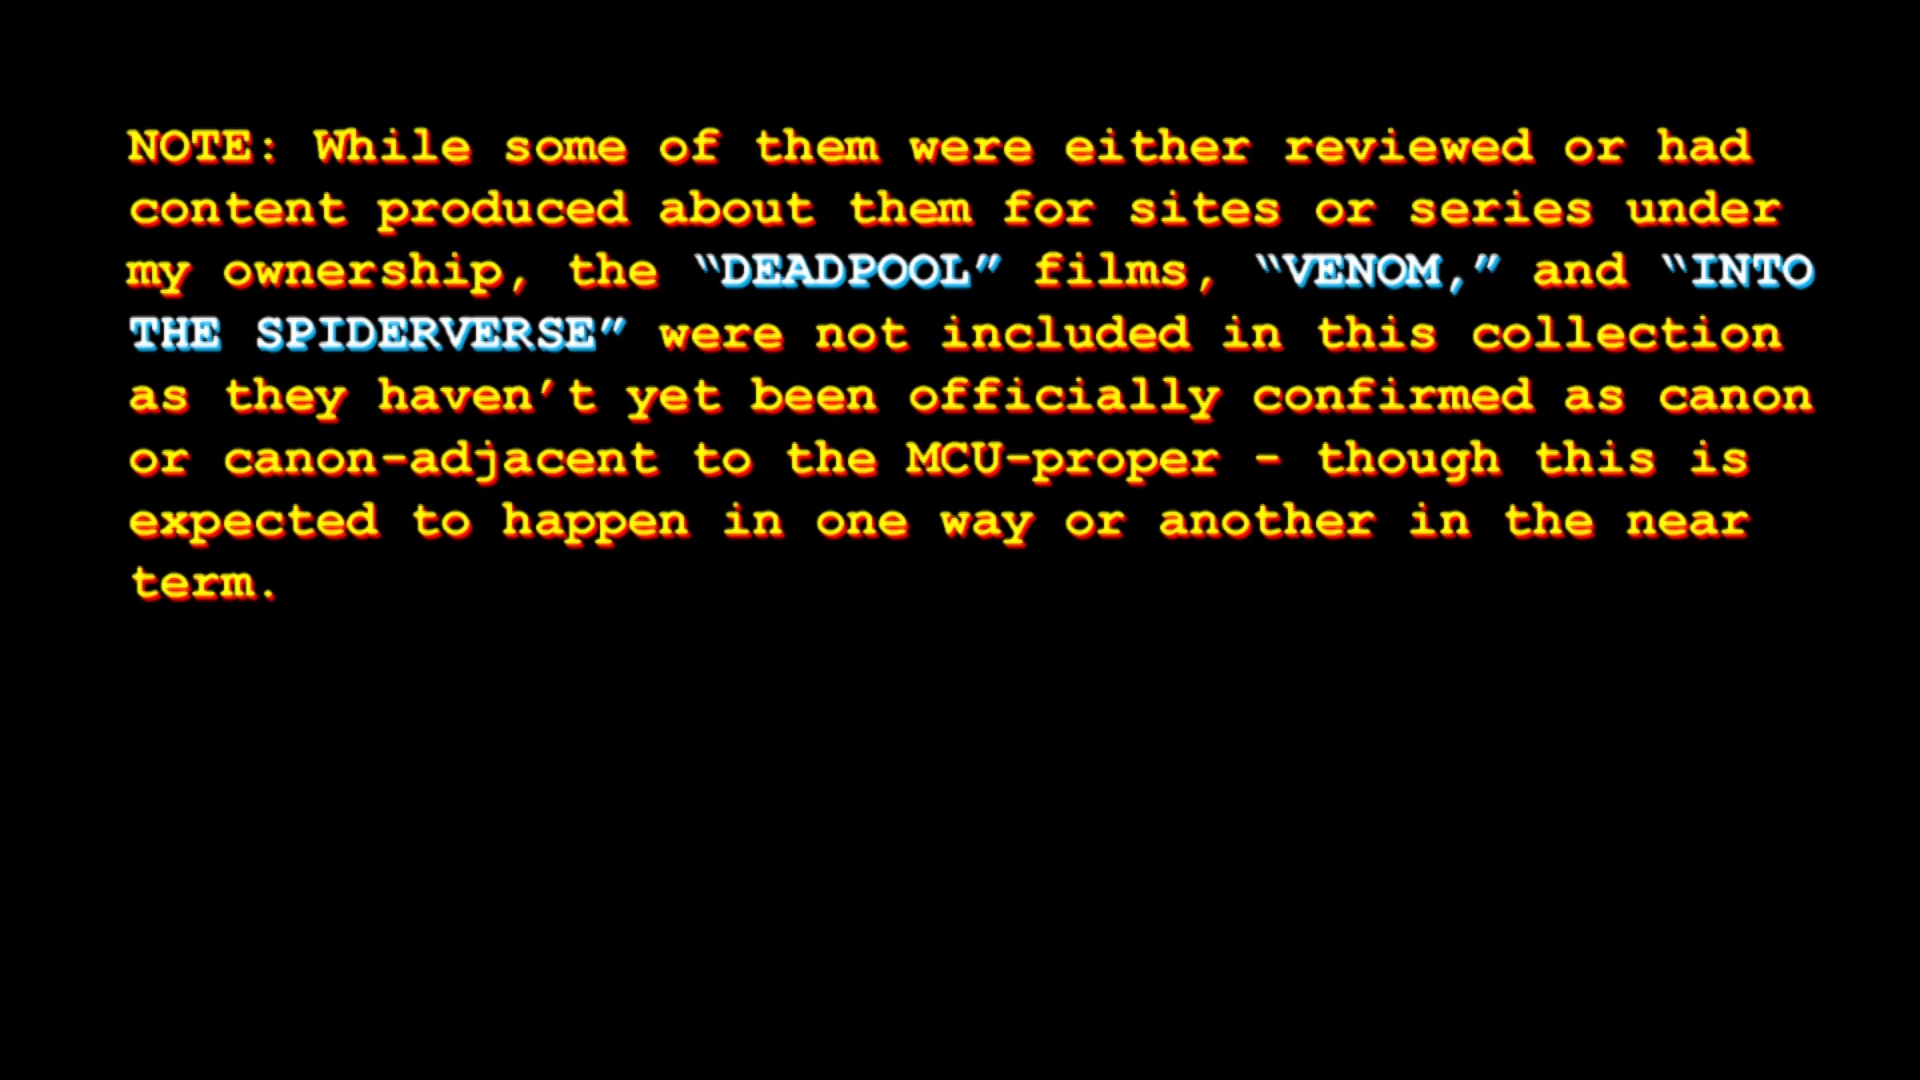 NOTE: While some of them were either reviewed or had
content produced about them for sites or series under
my ownership, the “DEADPOOL” films, “VENOM,” and “INTO
THE SPIDERVERSE” were not included in this collection
as they haven’t yet been officially confirmed as canon
or canon-adjacent to the MCU-proper - though this is
expected to happen in one way or another in the near
term.